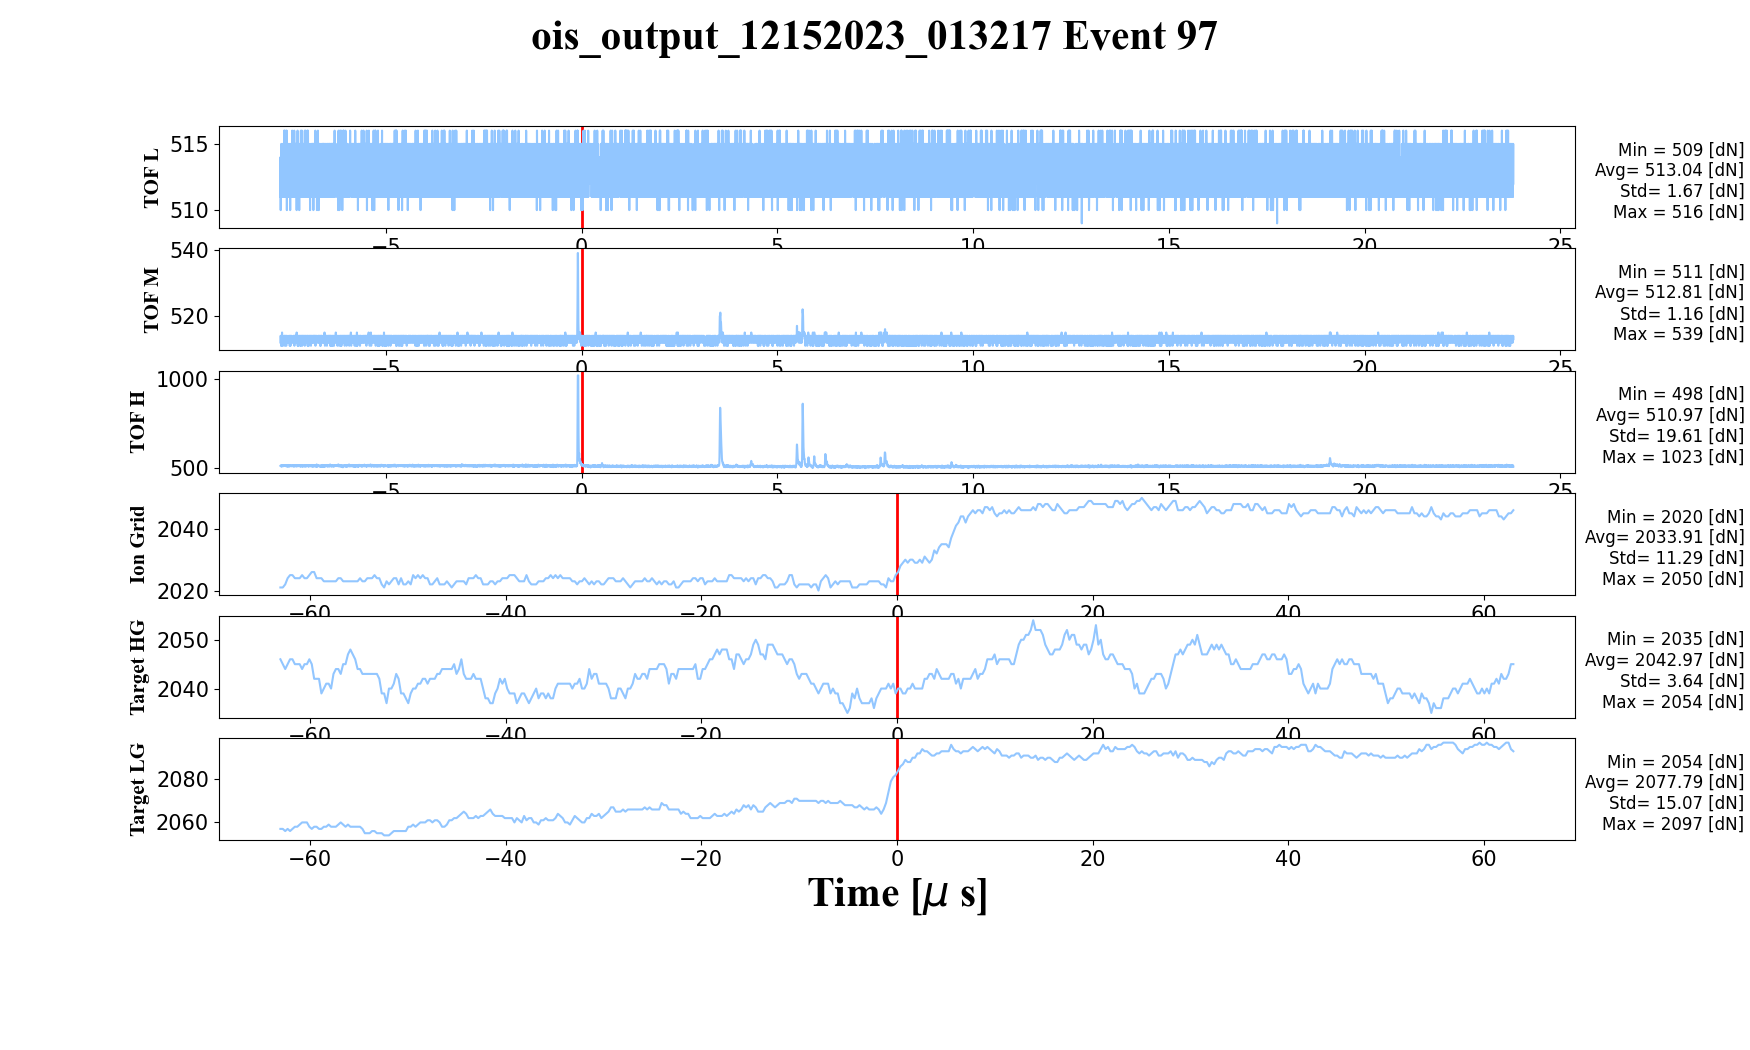 ois_output_12152023_013217 Event 97
TOF L
515
510
−5 0 5 10 15 20 25
Min = 509 [dN]
Avg= 513.04 [dN]
Std= 1.67 [dN]
Max = 516 [dN]
TOF M
540
520
−5 0 5 10 15 20 25
Min = 511 [dN]
Avg= 512.81 [dN]
Std= 1.16 [dN]
Max = 539 [dN]
TOF H
1000
500
−5 0 5 10 15 20 25
Min = 498 [dN]
Avg= 510.97 [dN]
Std= 19.61 [dN]
Max = 1023 [dN]
Ion Grid
2040
2020
−60 −40 −20 0 20 40 60
Min = 2020 [dN]
Avg= 2033.91 [dN]
Std= 11.29 [dN]
Max = 2050 [dN]
Target HG
2050
2040
−60 −40 −20 0 20 40 60
Min = 2035 [dN]
Avg= 2042.97 [dN]
Std= 3.64 [dN]
Max = 2054 [dN]
Target LG
2080
2060
−60 −40 −20 0 20 40 60
Min = 2054 [dN]
Avg= 2077.79 [dN]
Std= 15.07 [dN]
Max = 2097 [dN]
Time [μ s]